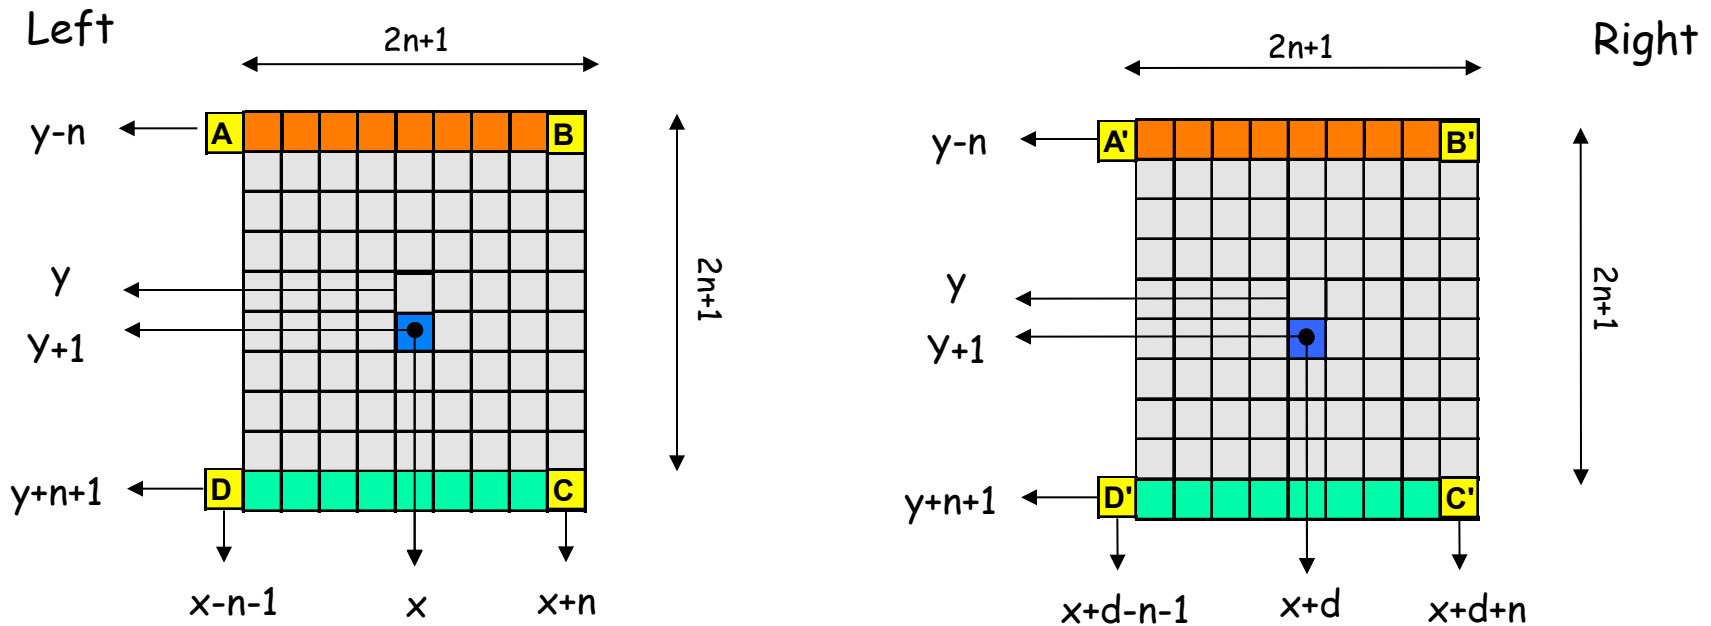 Left
2n+1
y-n
A
B
y
Y+1
2n+1
y+n+1
D
C
x-n-1
x
x+n
Right
2n+1
y-n
A'
B'
y
Y+1
2n+1
y+n+1
D'
C'
x+d-n-1
x+d
x+d+n